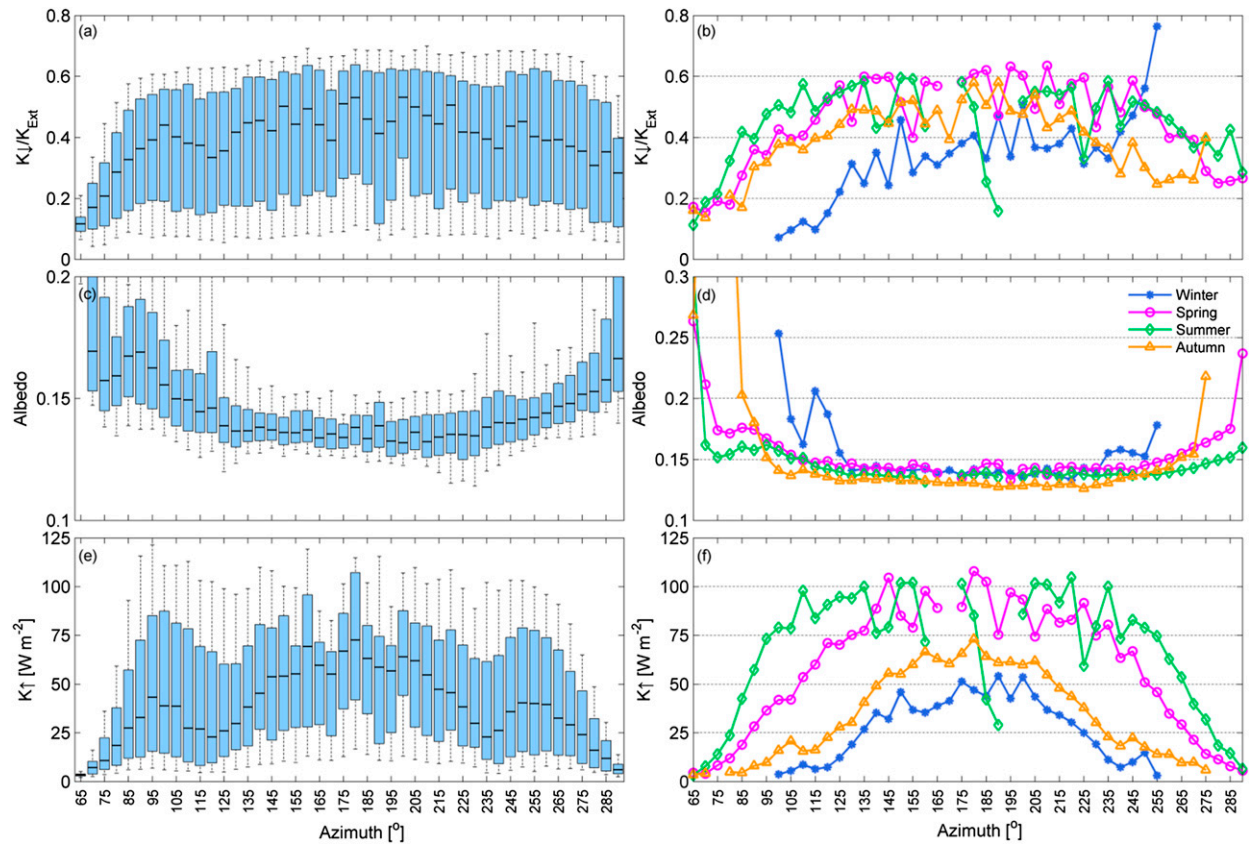 (a)
K↓/K_Ext
0.8
0.6
0.4
0.2
0
(b)
K↓/K_Ext
0.8
0.6
0.4
0.2
0
(c)
Albedo
0.2
0.15
0.1
(d)
Albedo
0.3
0.25
0.2
0.15
0.1
Winter
Spring
Summer
Autumn
(e)
K↑ [W m⁻²]
125
100
75
50
25
0
65 75 85 95 105 115 125 135 145 155 165 175 185 195 205 215 225 235 245 255 265 275 285
Azimuth [°]
(f)
K↑ [W m⁻²]
125
100
75
50
25
0
65 75 85 95 105 115 125 135 145 155 165 175 185 195 205 215 225 235 245 255 265 275 285
Azimuth [°]